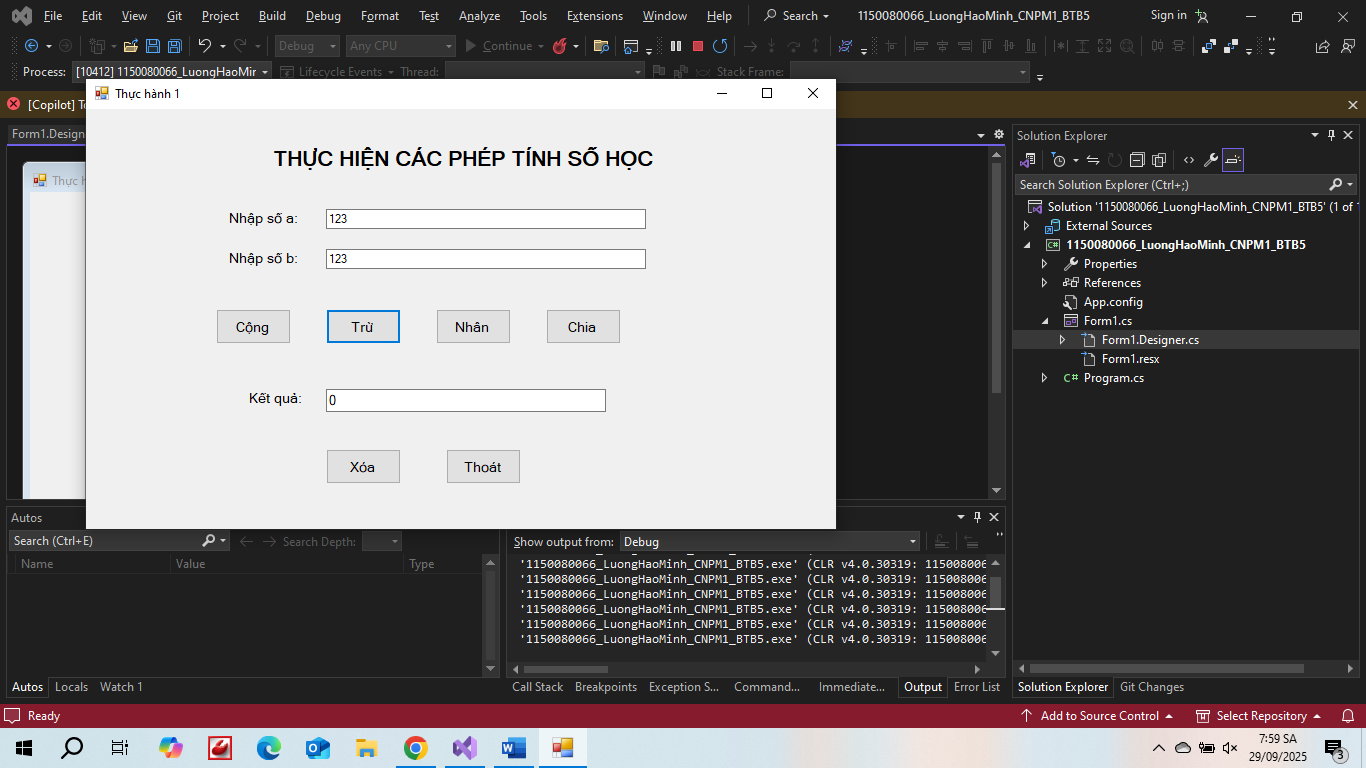 File Edit View Git Project Build Debug Format Test Analyze Tools Extensions Window Help Search 1150080066_LuongHaoMinh_CNPM1_BTB5 Sign in
Debug Any CPU Continue
Process: [10412] 1150080066_LuongHaoMir Lifecycle Events Thread: Stack Frame:
[Copilot]
Thực hành 1
Form1.Design
THỰC HIỆN CÁC PHÉP TÍNH SỐ HỌC
Nhập số a: 123
Nhập số b: 123
Cộng Trừ Nhân Chia
Kết quả: 0
Xóa Thoát
Solution Explorer
Search Solution Explorer (Ctrl+;)
Solution '1150080066_LuongHaoMinh_CNPM1_BTB5' (1 of 1
External Sources
1150080066_LuongHaoMinh_CNPM1_BTB5
Properties
References
App.config
Form1.cs
Form1.Designer.cs
Form1.resx
Program.cs
Autos
Search (Ctrl+E) Search Depth:
Name Value Type
Show output from: Debug
'1150080066_LuongHaoMinh_CNPM1_BTB5.exe' (CLR v4.0.30319: 115008006
'1150080066_LuongHaoMinh_CNPM1_BTB5.exe' (CLR v4.0.30319: 115008006
'1150080066_LuongHaoMinh_CNPM1_BTB5.exe' (CLR v4.0.30319: 115008006
'1150080066_LuongHaoMinh_CNPM1_BTB5.exe' (CLR v4.0.30319: 115008006
'1150080066_LuongHaoMinh_CNPM1_BTB5.exe' (CLR v4.0.30319: 115008006
'1150080066_LuongHaoMinh_CNPM1_BTB5.exe' (CLR v4.0.30319: 115008006
Autos Locals Watch 1
Call Stack Breakpoints Exception S... Command... Immediate... Output Error List
Solution Explorer Git Changes
Ready Add to Source Control Select Repository
7:59 SA
29/09/2025
3